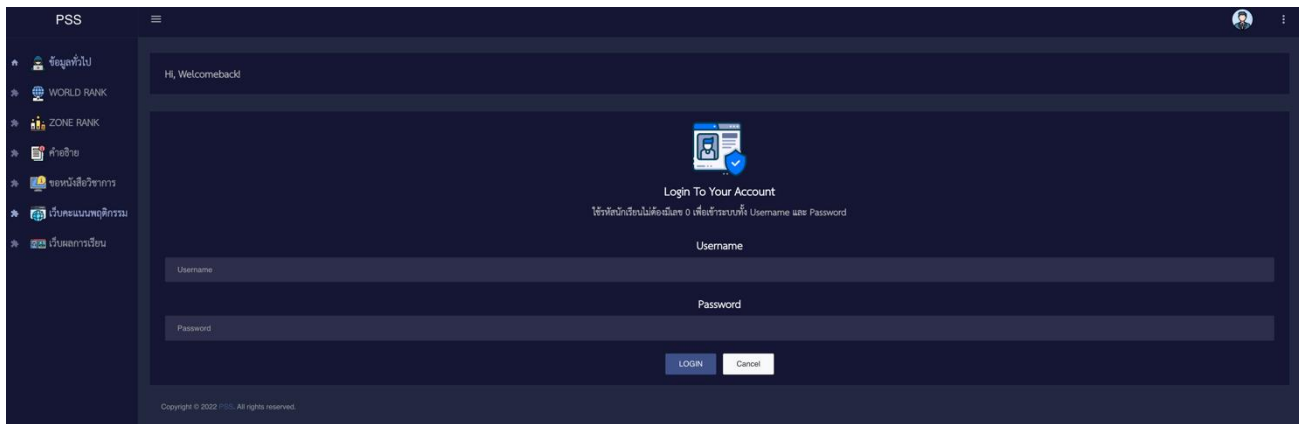 PSS
ข้อมูลทั่วไป
WORLD RANK
ZONE RANK
คำอธิาย
ขอหนังสือวิชาการ
เว็บคะแนนพฤติกรรม
เว็บผลการเรียน
Hi, Welcomeback!
Login To Your Account
ใช้รหัสนักเรียนไม่ต้องมีเลข 0 เพื่อเข้าระบบทั้ง Username และ Password
Username
Username
Password
Password
LOGIN
Cancel
Copyright © 2022 PSS. All rights reserved.